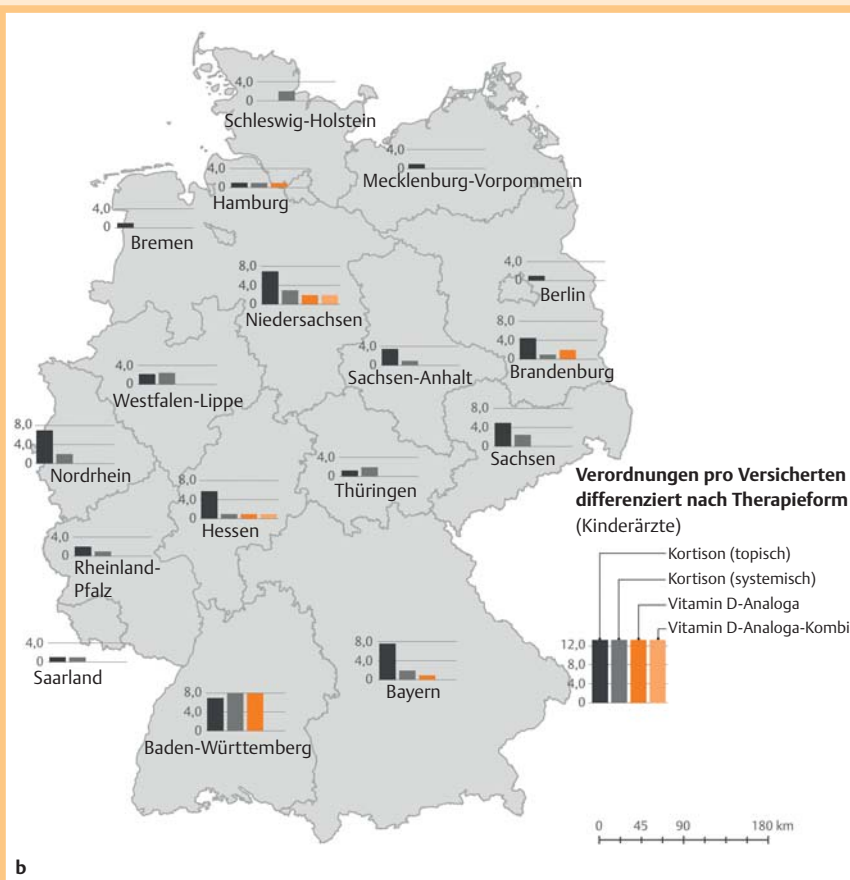 4,0
0
Schleswig-Holstein
4,0
0
Mecklenburg-Vorpommern
4,0
0
Hamburg
4,0
0
Bremen
8,0
4,0
0
Niedersachsen
4,0
0
Berlin
8,0
4,0
0
Brandenburg
4,0
0
Sachsen-Anhalt
4,0
0
Westfalen-Lippe
8,0
4,0
0
Sachsen
8,0
4,0
0
Nordrhein
4,0
0
Thüringen
8,0
4,0
0
Hessen
4,0
0
Rheinland-
Pfalz
4,0
0
Saarland
8,0
4,0
0
Bayern
8,0
4,0
0
Baden-Württemberg
Verordnungen pro Versicherten
differenziert nach Therapieform
(Kinderärzte)
Kortison (topisch)
Kortison (systemisch)
Vitamin D-Analoga
Vitamin D-Analoga-Kombi
12,0
8,0
4,0
0
0 45 90 180 km
b